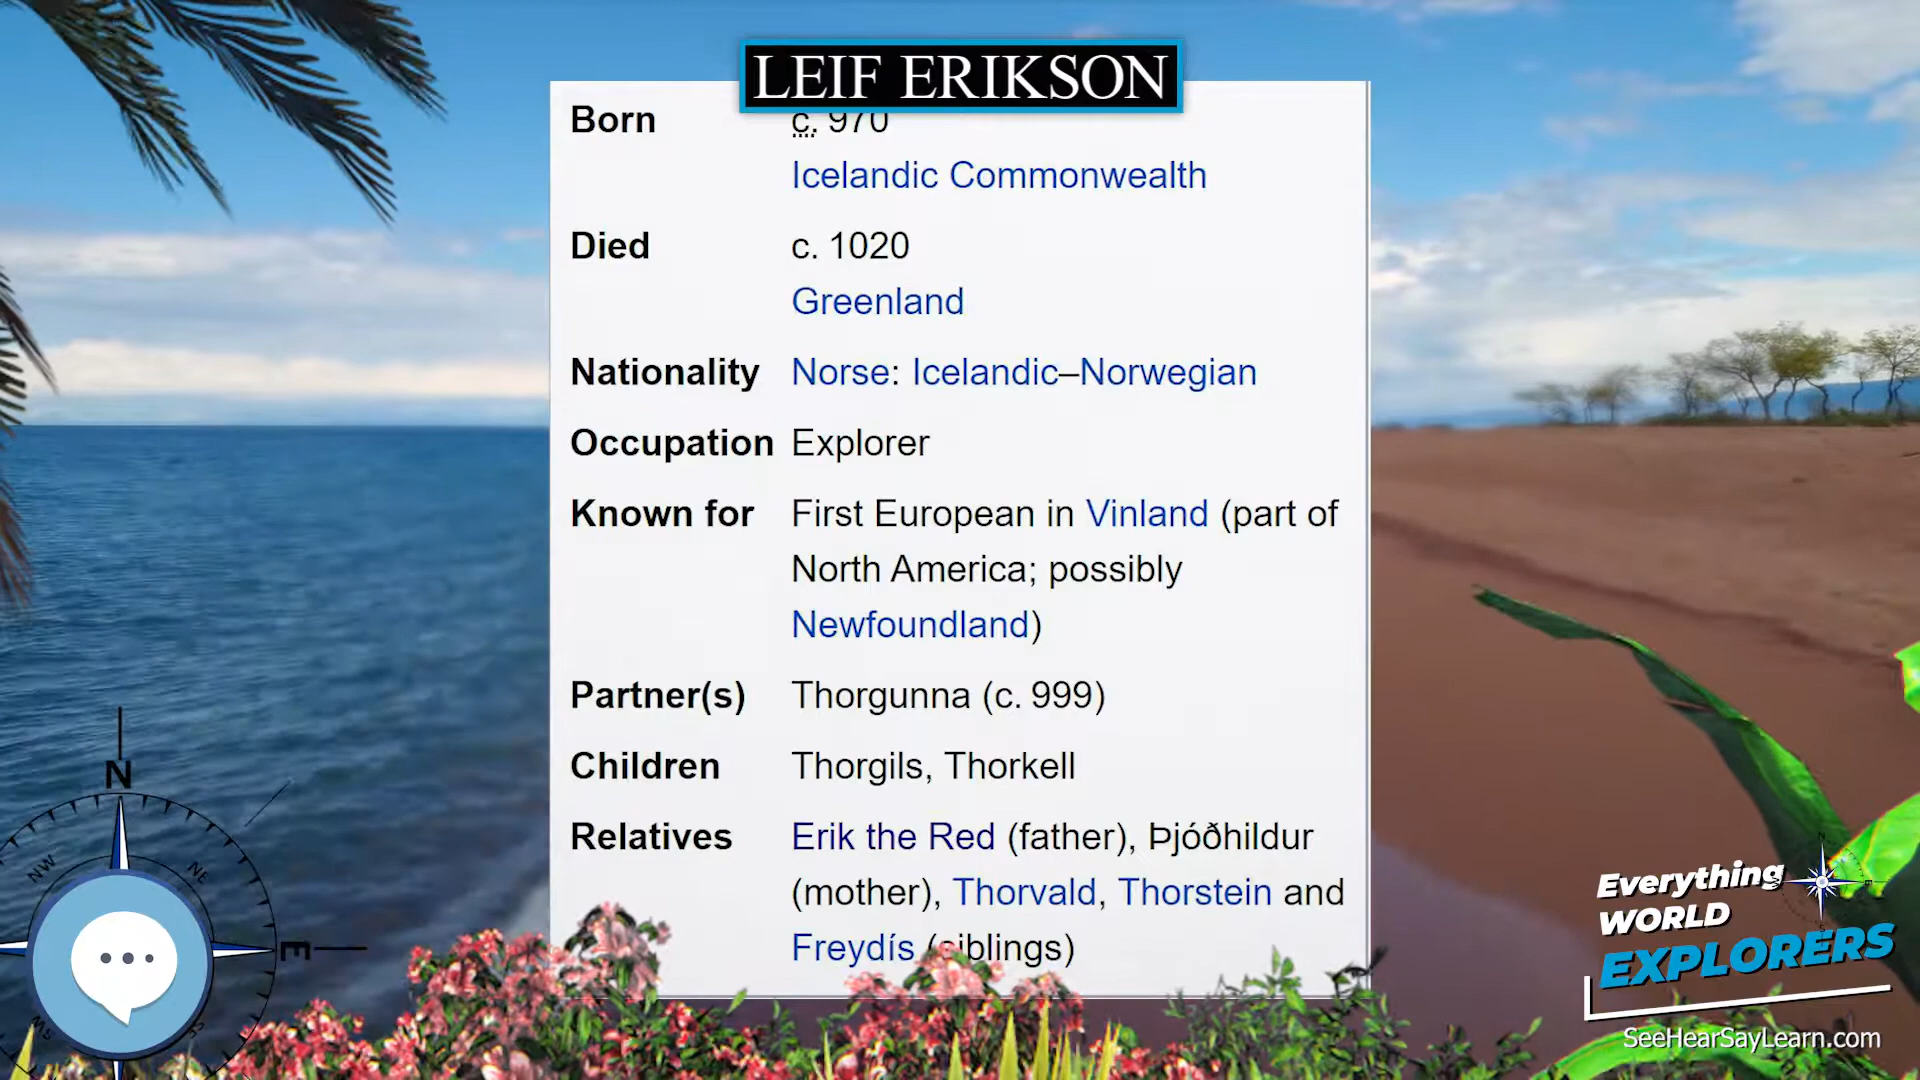 LEIF ERIKSON
Born c. 970
Icelandic Commonwealth
Died c. 1020
Greenland
Nationality Norse: Icelandic–Norwegian
Occupation Explorer
Known for First European in Vinland (part of
North America; possibly
Newfoundland)
Partner(s) Thorgunna (c. 999)
Children Thorgils, Thorkell
Relatives Erik the Red (father), Þjóðhildur
(mother), Thorvald, Thorstein and
Freydís (siblings)
N
NW
NE
E
Everything
WORLD
EXPLORERS
SeeHearSayLearn.com